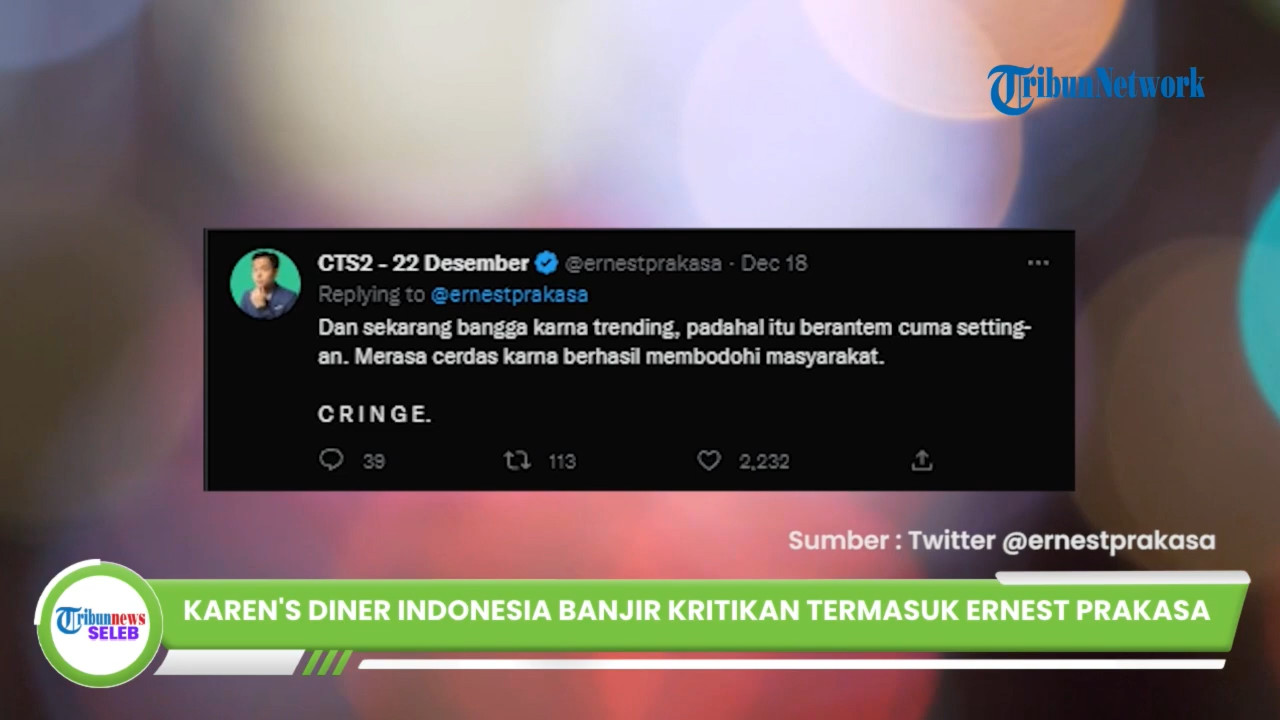 TribunNetwork
CTS2 - 22 Desember @ernestprakasa · Dec 18
Replying to @ernestprakasa
Dan sekarang bangga karna trending, padahal itu berantem cuma setting-
an. Merasa cerdas karna berhasil membodohi masyarakat.
C R I N G E.
39 113 2,232
Sumber : Twitter @ernestprakasa
Tribunnews
SELEB
KAREN'S DINER INDONESIA BANJIR KRITIKAN TERMASUK ERNEST PRAKASA